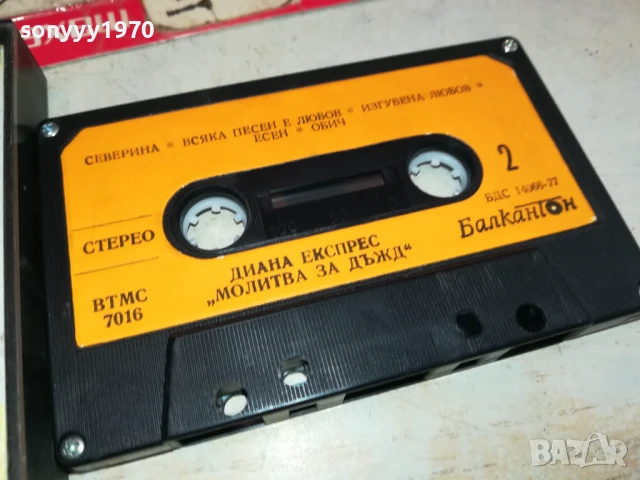 sonyyy1970
СЕВЕРИНА * ВСЯКА ПЕСЕН Е ЛЮБОВ * ИЗГУБЕНА ЛЮБОВ *
ЕСЕН * ОБИЧ
2
СТЕРЕО
БДС 14066-77
Балкантон
ДИАНА ЕКСПРЕС
„МОЛИТВА ЗА ДЪЖД“
ВТМС
7016
BAZAR